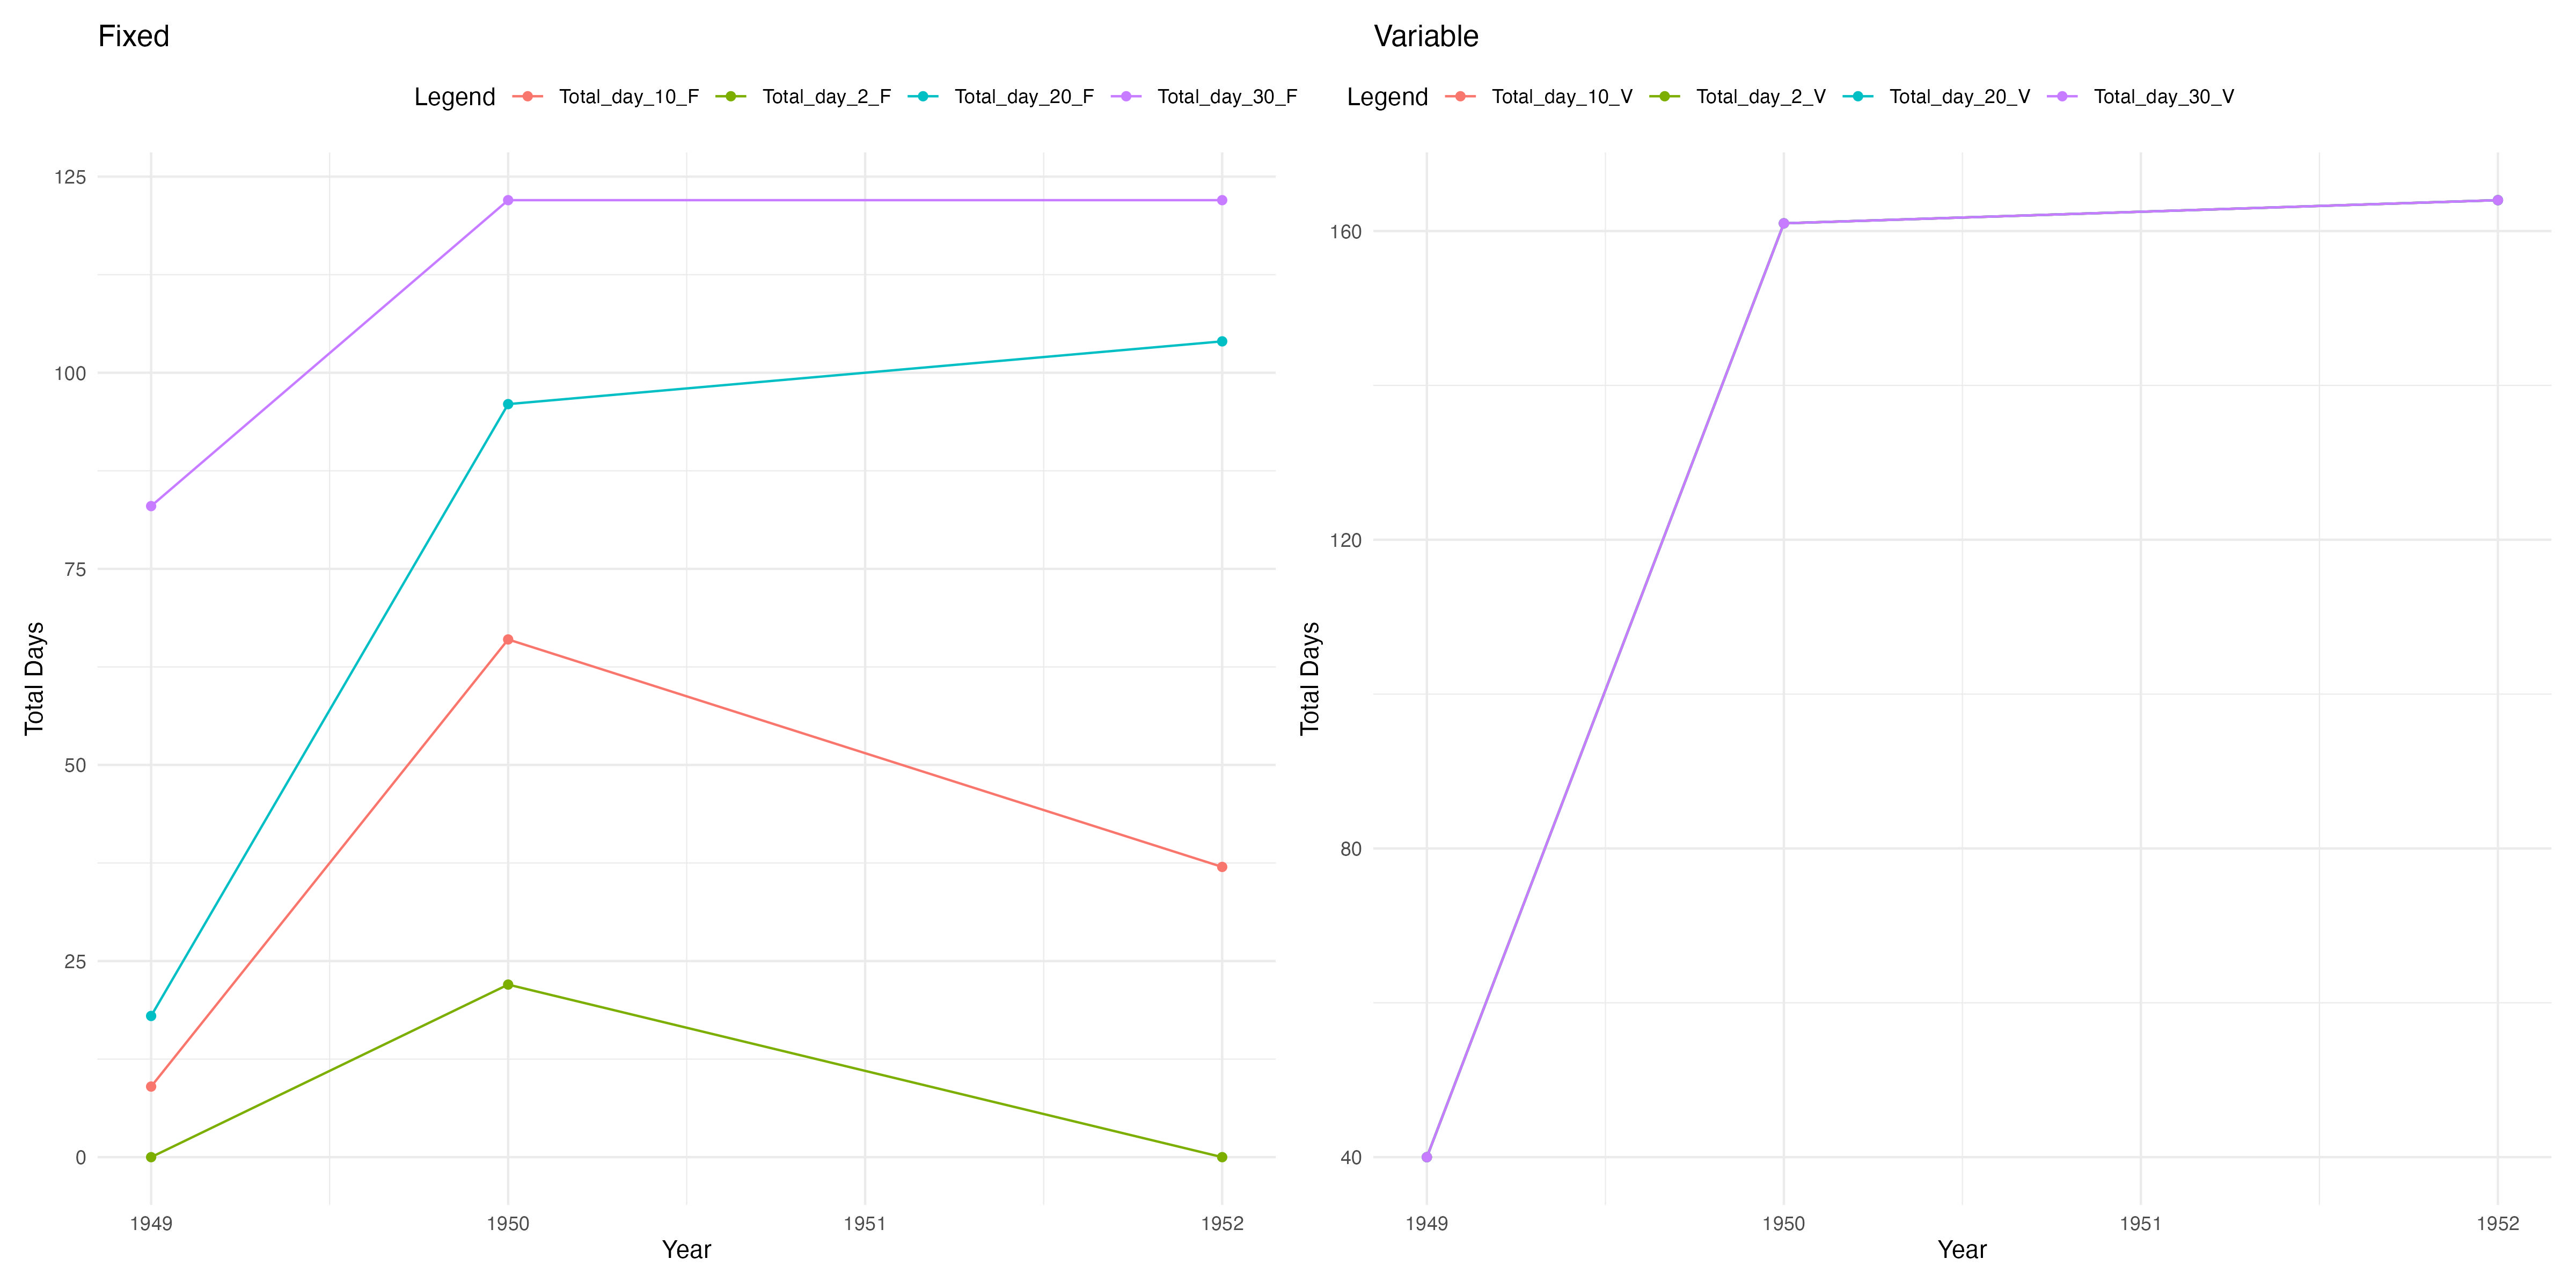 Fixed
Legend Total_day_10_F Total_day_2_F Total_day_20_F Total_day_30_F
125
100
75
50
25
0
Total Days
1949 1950 1951 1952
Year
Variable
Legend Total_day_10_V Total_day_2_V Total_day_20_V Total_day_30_V
160
120
80
40
Total Days
1949 1950 1951 1952
Year